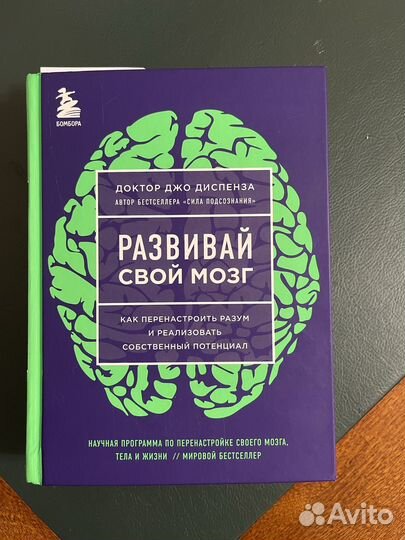 БОМБОРА
ДОКТОР ДЖО ДИСПЕНЗА
АВТОР БЕСТСЕЛЛЕРА «СИЛА ПОДСОЗНАНИЯ»
РАЗВИВАЙ
СВОЙ МОЗГ
КАК ПЕРЕНАСТРОИТЬ РАЗУМ
И РЕАЛИЗОВАТЬ
СОБСТВЕННЫЙ ПОТЕНЦИАЛ
НАУЧНАЯ ПРОГРАММА ПО ПЕРЕНАСТРОЙКЕ СВОЕГО МОЗГА,
ТЕЛА И ЖИЗНИ // МИРОВОЙ БЕСТСЕЛЛЕР
Avito